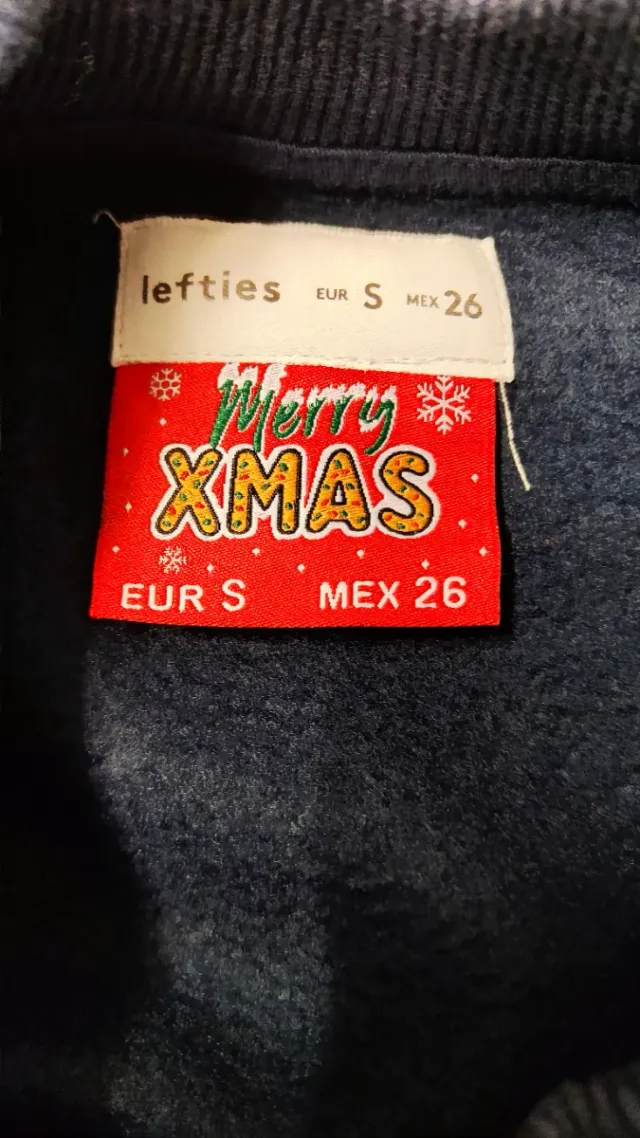 lefties EUR S MEX 26
Merry
XMAS
EUR S MEX 26